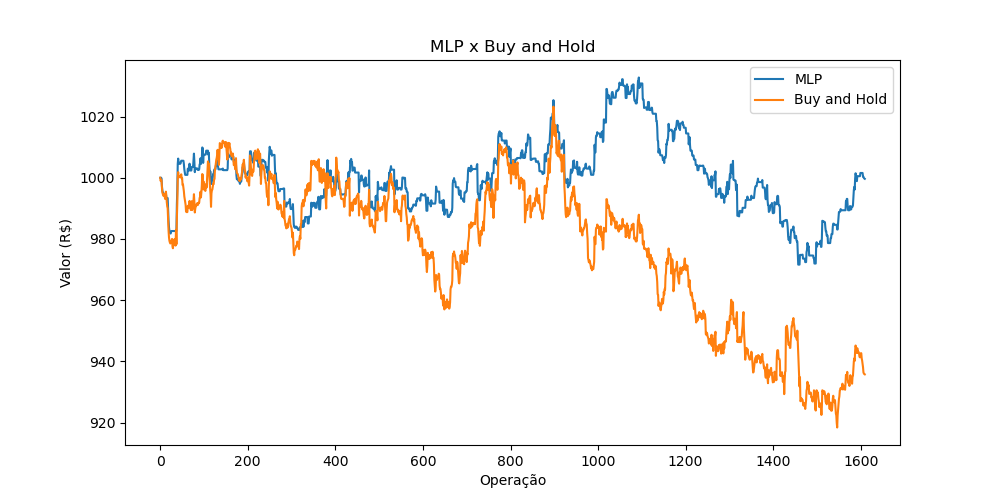 MLP x Buy and Hold
MLP
Buy and Hold
Valor (R$)
1020
1000
980
960
940
920
0 200 400 600 800 1000 1200 1400 1600
Operação